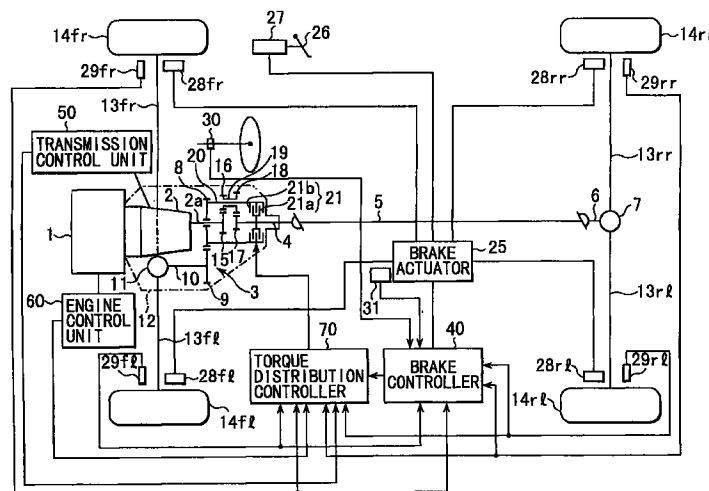 27
26
14fr
14rr
29fr
28fr
28rr
29rr
13fr
50
30
TRANSMISSION
CONTROL UNIT
20
16
19
18
13rr
8
21b
21
21a
2
2a
6
5
7
1
4
15
17
BRAKE
ACTUATOR
25
11
10
3
31
60
12
9
ENGINE
CONTROL
UNIT
13fℓ
13rℓ
70
40
29fℓ
28fℓ
TORQUE
DISTRIBUTION
CONTROLLER
BRAKE
CONTROLLER
28rℓ
29rℓ
14fℓ
14rℓ